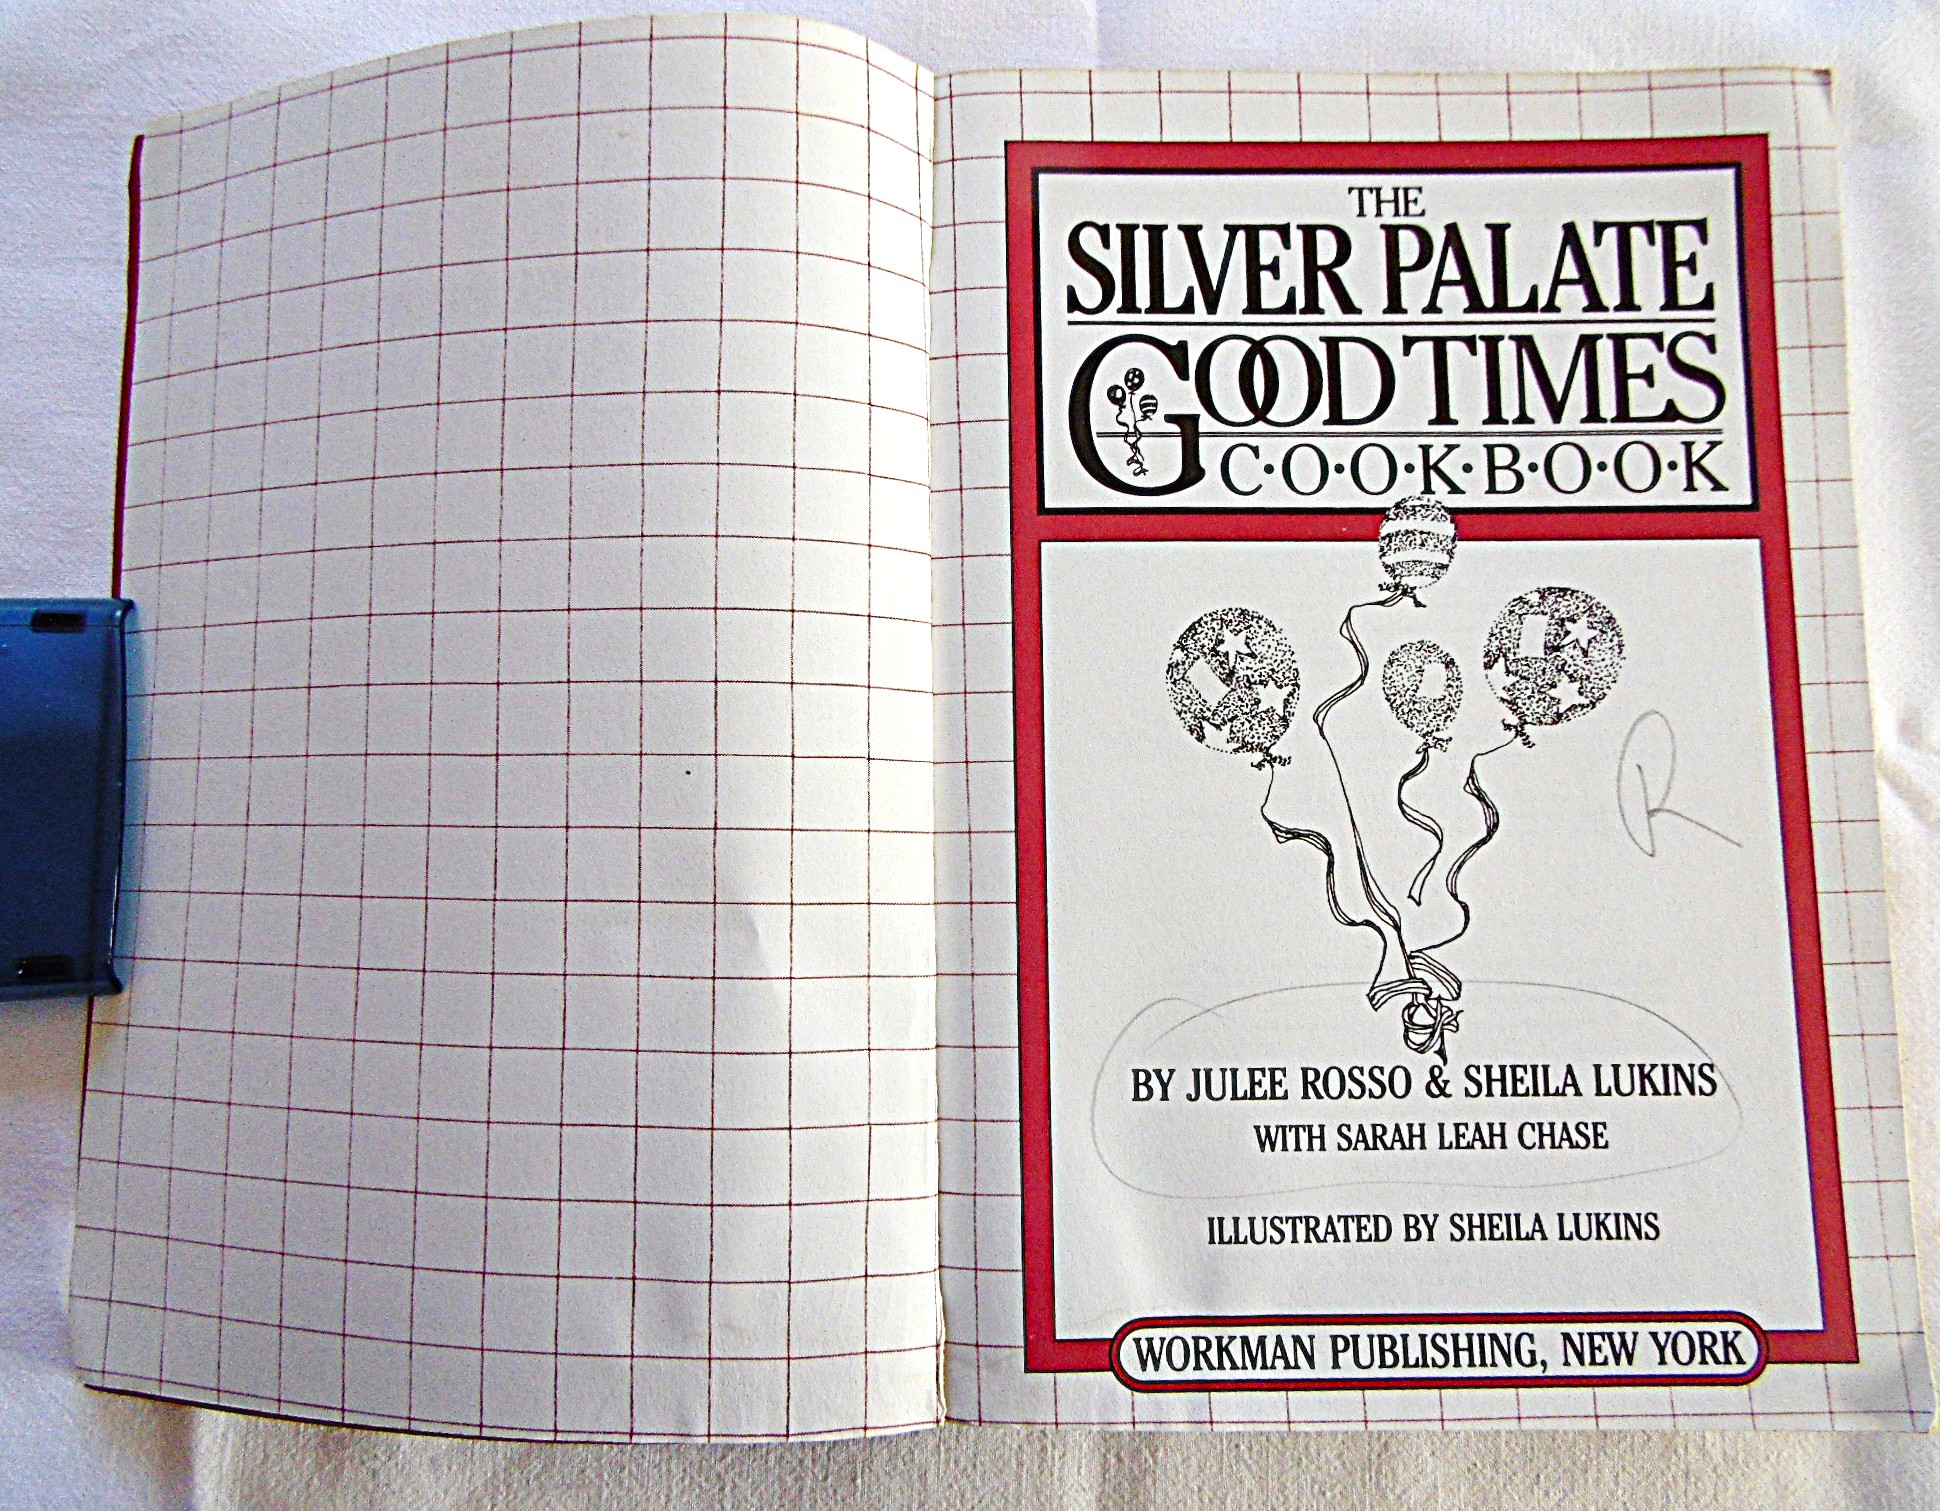 THE
SILVER PALATE
GOOD TIMES
C·O·O·K·B·O·O·K
R
BY JULEE ROSSO & SHEILA LUKINS
WITH SARAH LEAH CHASE
ILLUSTRATED BY SHEILA LUKINS
WORKMAN PUBLISHING, NEW YORK